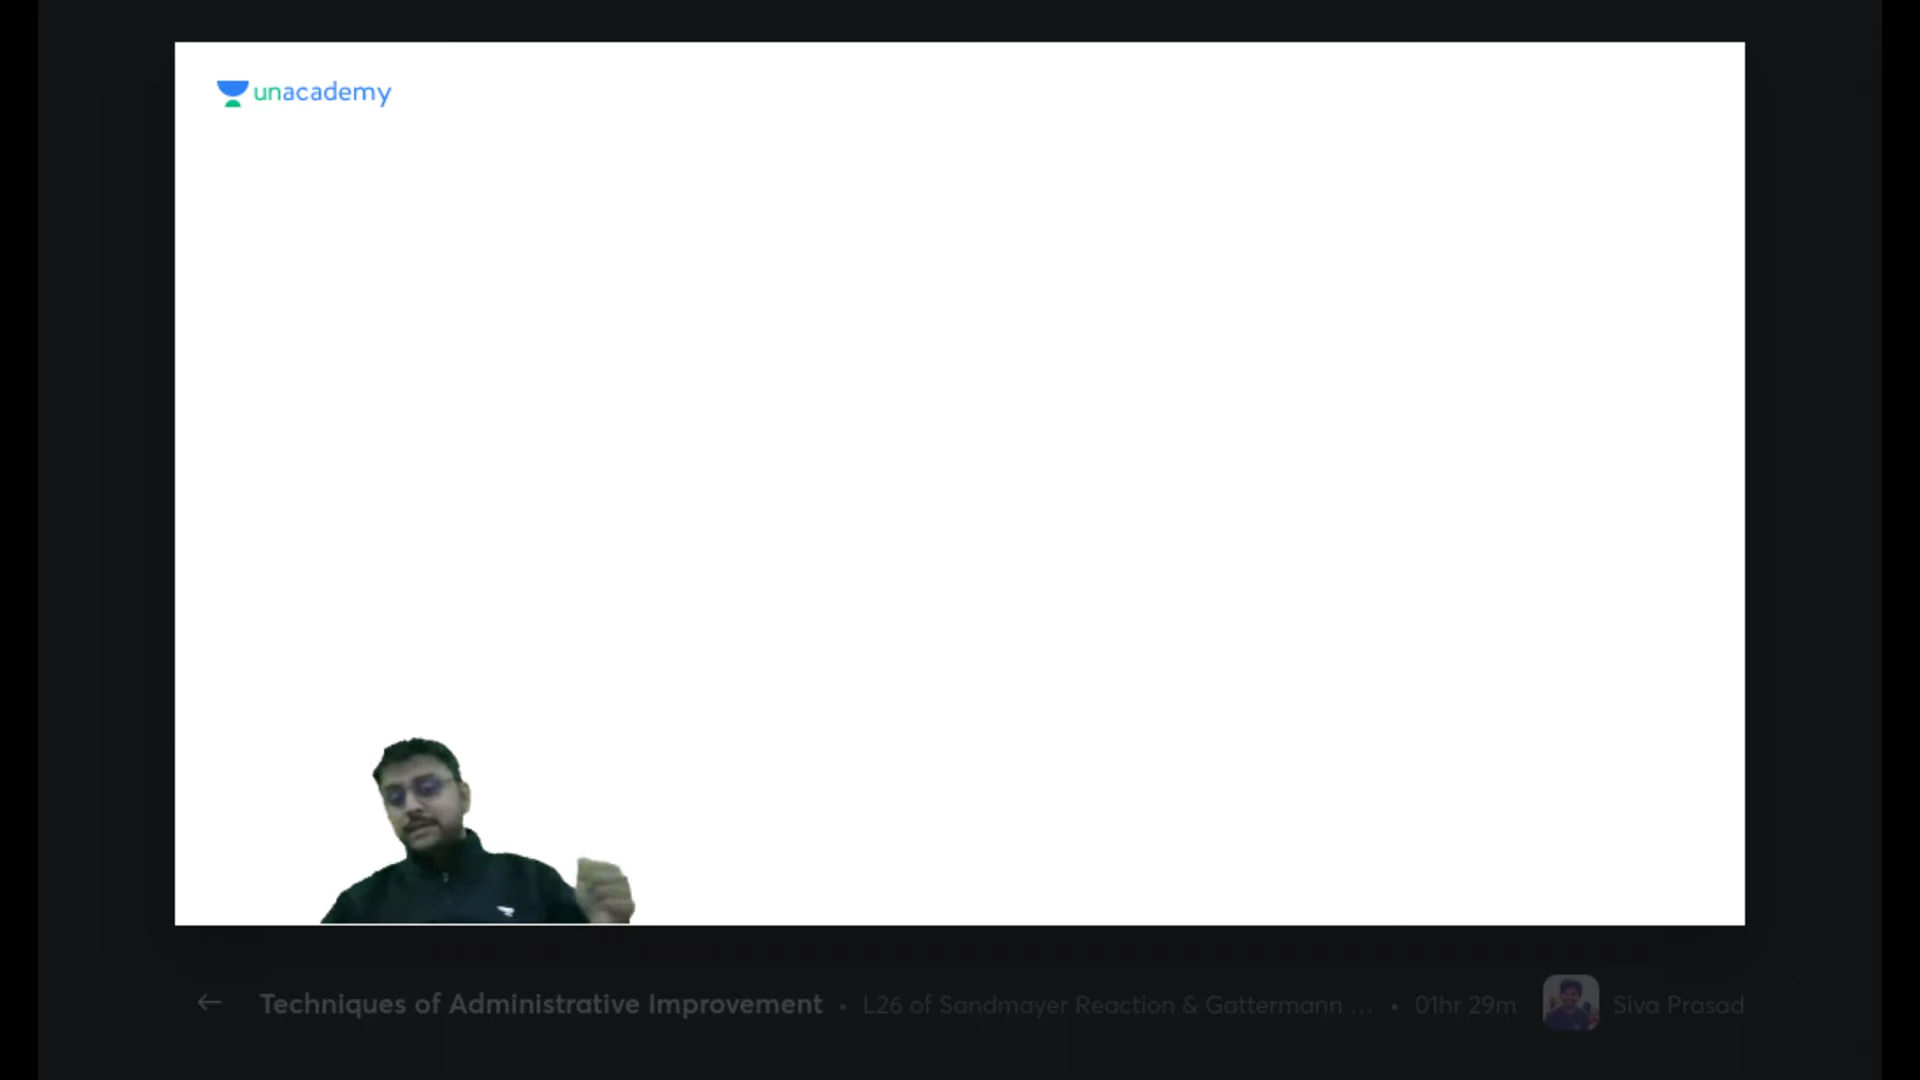 unacademy
Techniques of Administrative Improvement • L26 of Sandmayer Reaction & Gattermann ... • 01hr 29m Siva Prasad